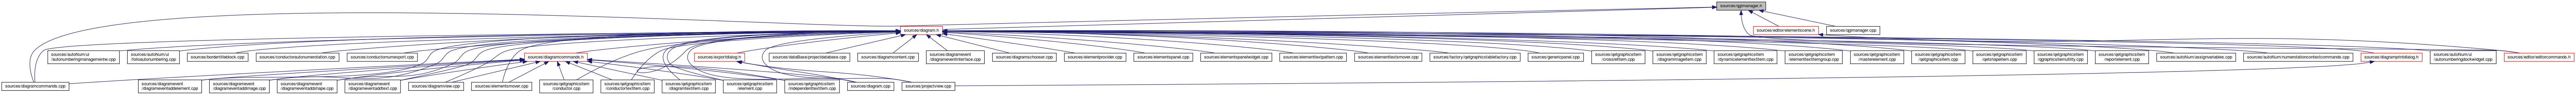 sources/qgimanager.h
sources/diagram.h
sources/editor/elementscene.h
sources/qgimanager.cpp
sources/autoNum/ui
/autonumberingmanagementw.cpp
sources/autoNum/ui
/folioautonumbering.cpp
sources/bordertitleblock.cpp
sources/conductorautonumerotation.cpp
sources/conductornumexport.cpp
sources/diagramcommands.h
sources/exportdialog.h
sources/dataBase/projectdatabase.cpp
sources/diagramcontent.cpp
sources/diagramevent
/diagrameventinterface.cpp
sources/diagramschooser.cpp
sources/elementprovider.cpp
sources/elementspanel.cpp
sources/elementspanelwidget.cpp
sources/elementtextpattern.cpp
sources/elementtextsmover.cpp
sources/factory/qetgraphicstablefactory.cpp
sources/genericpanel.cpp
sources/qetgraphicsitem
/crossrefitem.cpp
sources/qetgraphicsitem
/diagramimageitem.cpp
sources/qetgraphicsitem
/dynamicelementtextitem.cpp
sources/qetgraphicsitem
/elementtextitemgroup.cpp
sources/qetgraphicsitem
/masterelement.cpp
sources/qetgraphicsitem
/qetgraphicsitem.cpp
sources/qetgraphicsitem
/qetshapeitem.cpp
sources/qetgraphicsitem
/qgraphicsitemutility.cpp
sources/qetgraphicsitem
/reportelement.cpp
sources/autoNum/assignvariables.cpp
sources/autoNum/numerotationcontextcommands.cpp
sources/diagramprintdialog.h
sources/autoNum/ui
/autonumberingdockwidget.cpp
sources/editor/editorcommands.h
sources/diagramcommands.cpp
sources/diagramevent
/diagrameventaddelement.cpp
sources/diagramevent
/diagrameventaddimage.cpp
sources/diagramevent
/diagrameventaddshape.cpp
sources/diagramevent
/diagrameventaddtext.cpp
sources/diagramview.cpp
sources/elementsmover.cpp
sources/qetgraphicsitem
/conductor.cpp
sources/qetgraphicsitem
/conductortextitem.cpp
sources/qetgraphicsitem
/diagramtextitem.cpp
sources/qetgraphicsitem
/element.cpp
sources/qetgraphicsitem
/independenttextitem.cpp
sources/diagram.cpp
sources/projectview.cpp